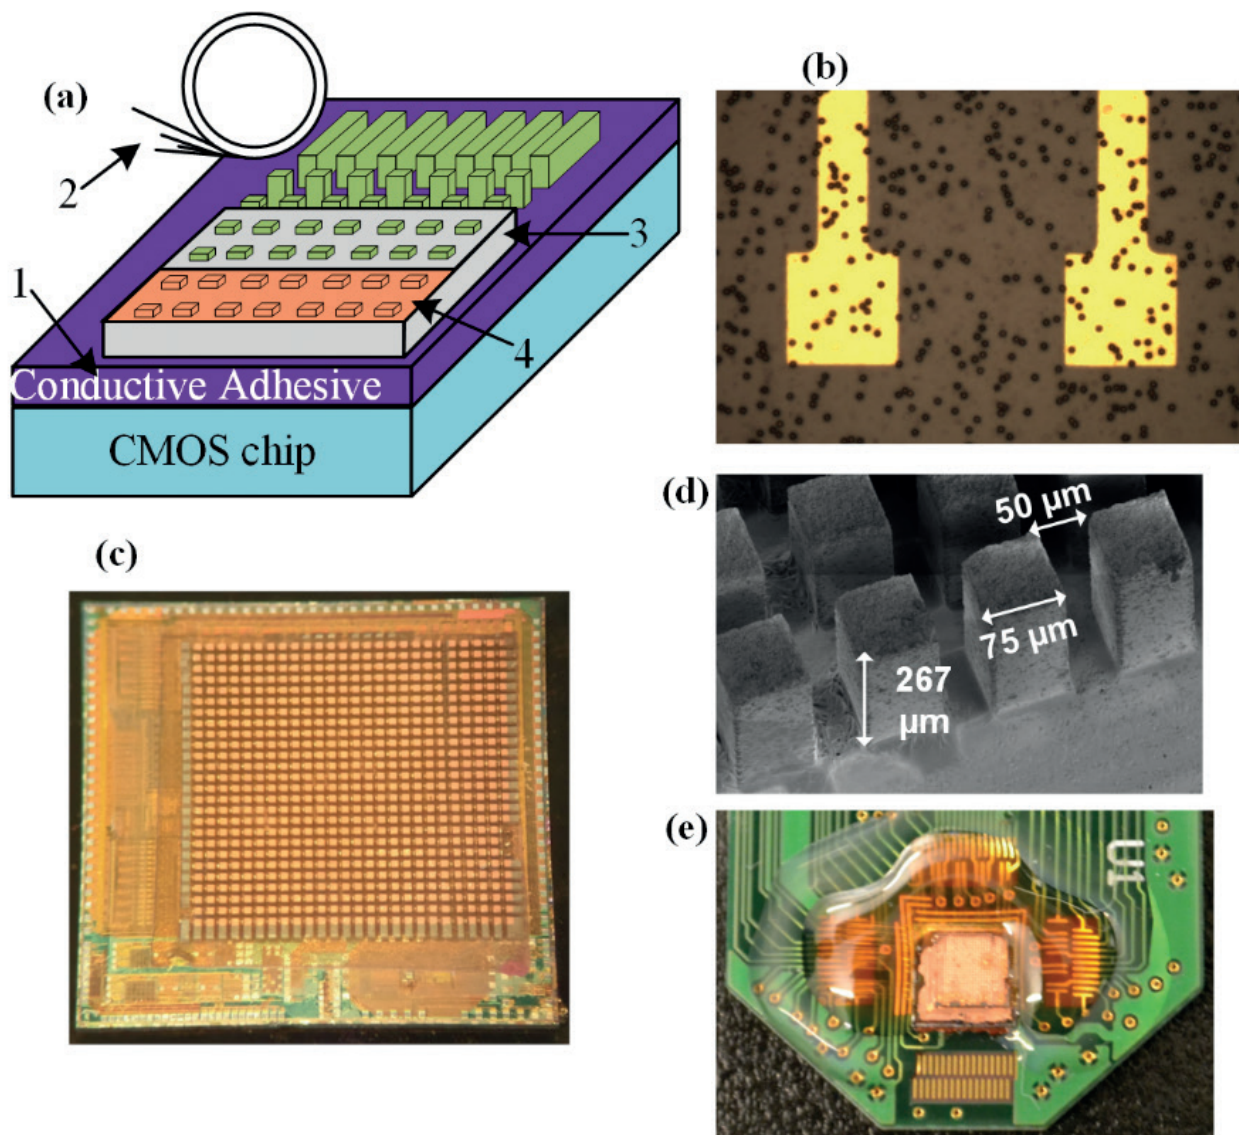 (a)
2
3
1
4
Conductive Adhesive
CMOS chip
(b)
(c)
(d)
50 µm
75 µm
267
µm
(e)
U1